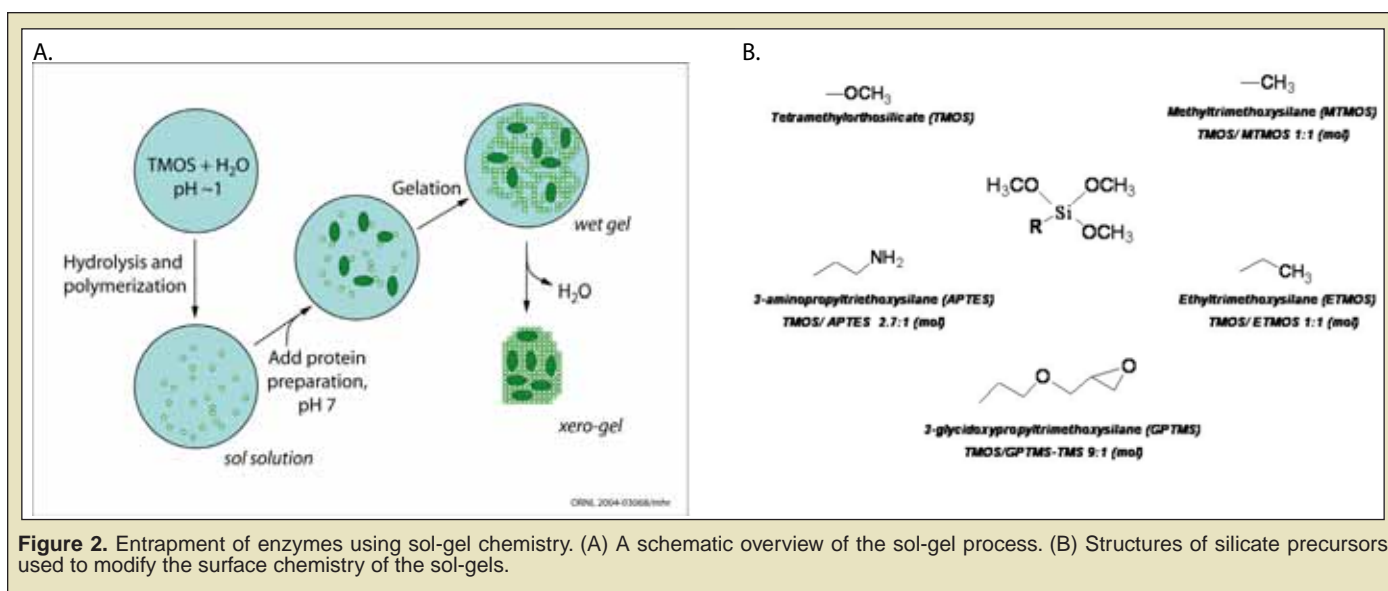 A.
TMOS + H₂O
pH ~1
Hydrolysis and
polymerization
sol solution
Add protein
preparation,
pH 7
Gelation
wet gel
H₂O
xero-gel
ORNL 2004-03068/mhr
B.
—OCH₃
Tetramethylorthosilicate (TMOS)
—CH₃
Methyltrimethoxysilane (MTMOS)
TMOS/ MTMOS 1:1 (mol)
H₃CO
OCH₃
Si
R
OCH₃
NH₂
3-aminopropyltriethoxysilane (APTES)
TMOS/ APTES 2.7:1 (mol)
CH₃
Ethyltrimethoxysilane (ETMOS)
TMOS/ ETMOS 1:1 (mol)
O
O
3-glycidoxypropyltrimethoxysilane (GPTMS)
TMOS/GPTMS-TMS 9:1 (mol)
Figure 2. Entrapment of enzymes using sol-gel chemistry. (A) A schematic overview of the sol-gel process. (B) Structures of silicate precursors
used to modify the surface chemistry of the sol-gels.